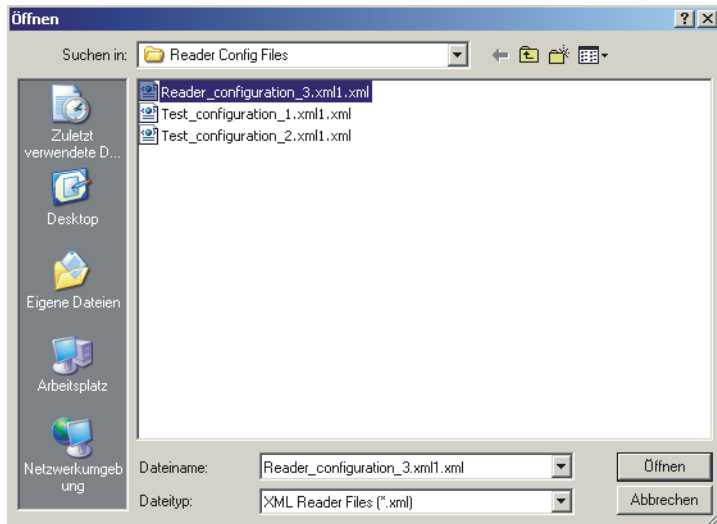 Öffnen
Suchen in: Reader Config Files
Reader_configuration_3.xml1.xml
Test_configuration_1.xml1.xml
Test_configuration_2.xml1.xml
Zuletzt
verwendete D...
Desktop
Eigene Dateien
Arbeitsplatz
Netzwerkumgeb
ung
Dateiname: Reader_configuration_3.xml1.xml Öffnen
Dateityp: XML Reader Files (*.xml) Abbrechen